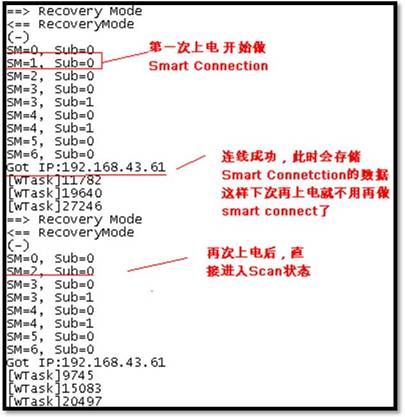 ==> Recovery Mode
<== RecoveryMode
(-)
SM=0, Sub=0
SM=1, Sub=0
SM=2, Sub=0
SM=3, Sub=0
SM=3, Sub=1
SM=4, Sub=0
SM=4, Sub=1
SM=5, Sub=0
SM=6, Sub=0
Got IP:192.168.43.61
[WTask]11782
[WTask]19640
[WTask]27246
==> Recovery Mode
<== RecoveryMode
(-)
SM=0, Sub=0
SM=2, Sub=0
SM=3, Sub=0
SM=3, Sub=1
SM=4, Sub=0
SM=4, Sub=1
SM=5, Sub=0
SM=6, Sub=0
Got IP:192.168.43.61
[WTask]9745
[WTask]15083
[WTask]20497
第一次上电 开始做
Smart Connection
连线成功，此时会存储
Smart Connetction的数据
这样下次再上电就不用再做
smart connect了
再次上电后，直
接进入Scan状态